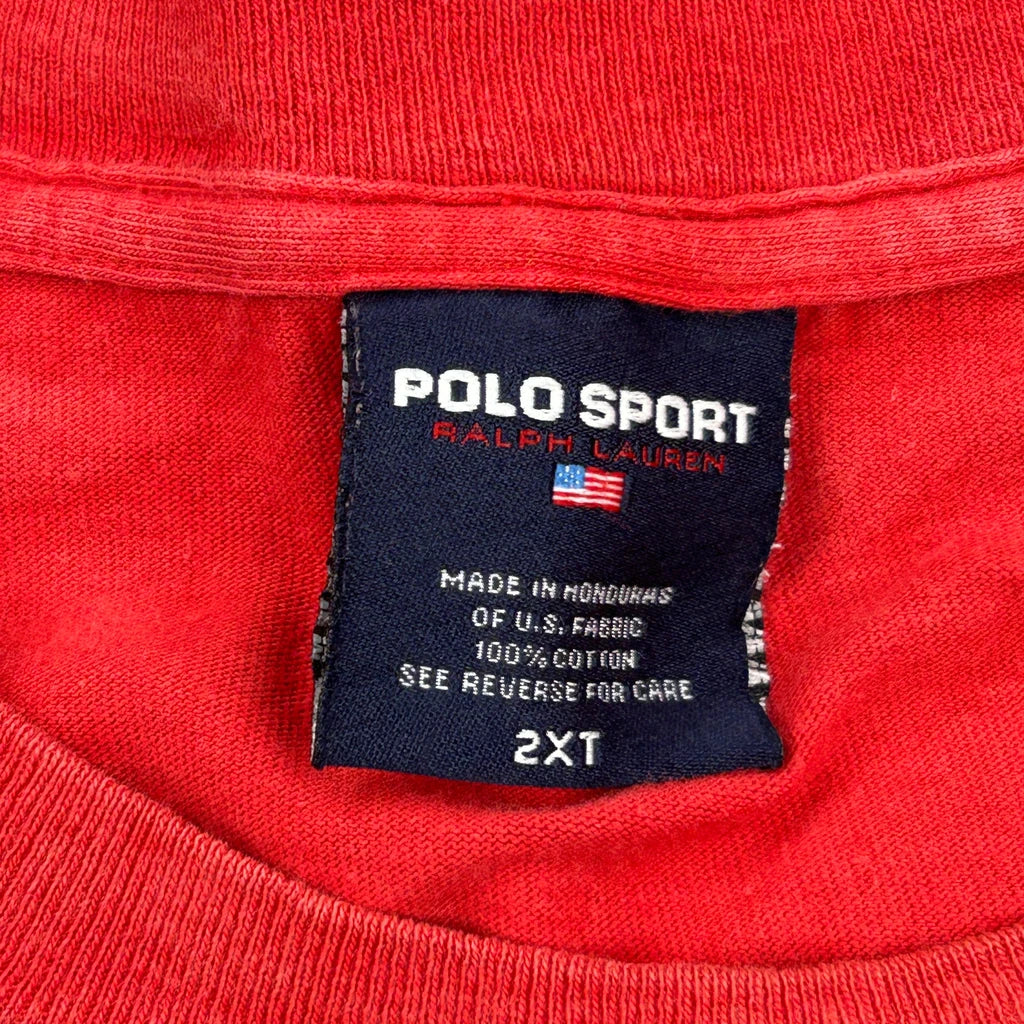 POLO SPORT
RALPH LAUREN
MADE IN HONDURAS
OF U.S. FABRIC
100% COTTON
SEE REVERSE FOR CARE
2XT